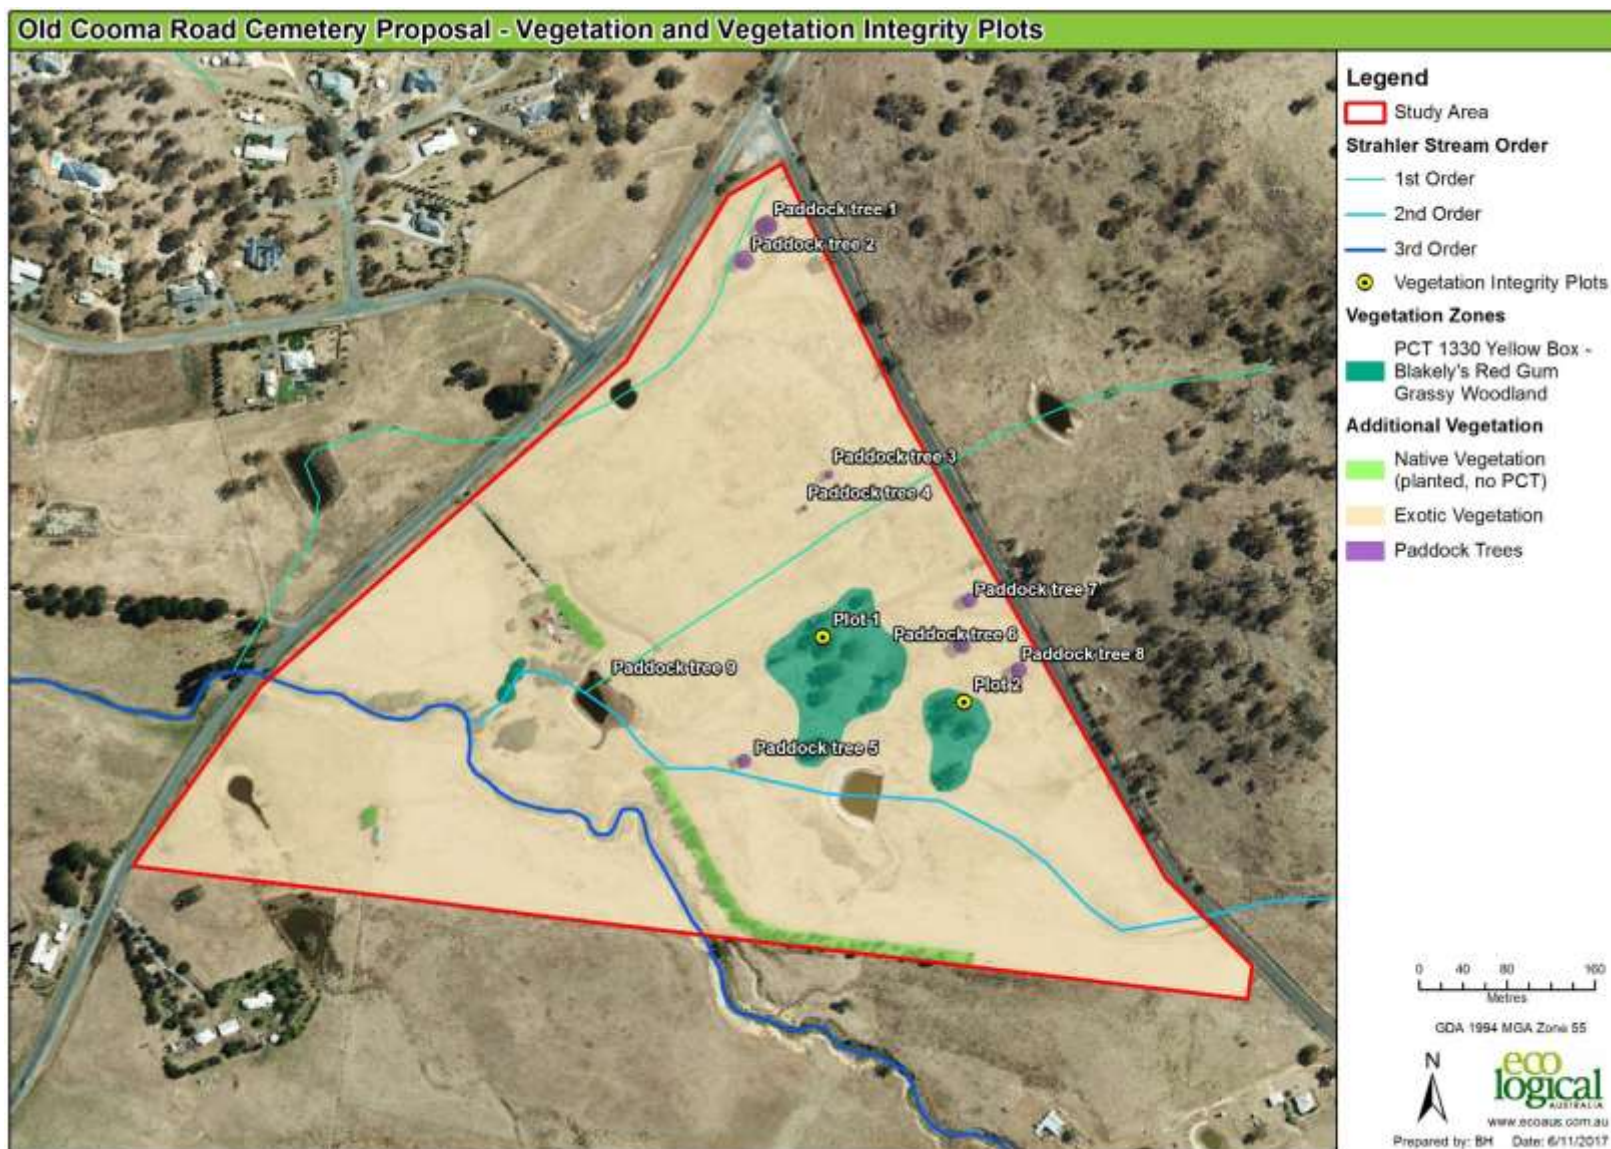 Old Cooma Road Cemetery Proposal - Vegetation and Vegetation Integrity Plots
Paddock tree 1
Paddock tree 2
Paddock tree 3
Paddock tree 4
Paddock tree 7
Plot 1
Paddock tree 6
Paddock tree 8
Paddock tree 9
Plot 2
Paddock tree 5
Legend
Study Area
Strahler Stream Order
1st Order
2nd Order
3rd Order
Vegetation Integrity Plots
Vegetation Zones
PCT 1330 Yellow Box -
Blakely's Red Gum
Grassy Woodland
Additional Vegetation
Native Vegetation
(planted, no PCT)
Exotic Vegetation
Paddock Trees
0 40 80 160
Metres
GDA 1994 MGA Zone 55
N
eco
logical
AUSTRALIA
www.ecoaus.com.au
Prepared by: BH Date: 6/11/2017